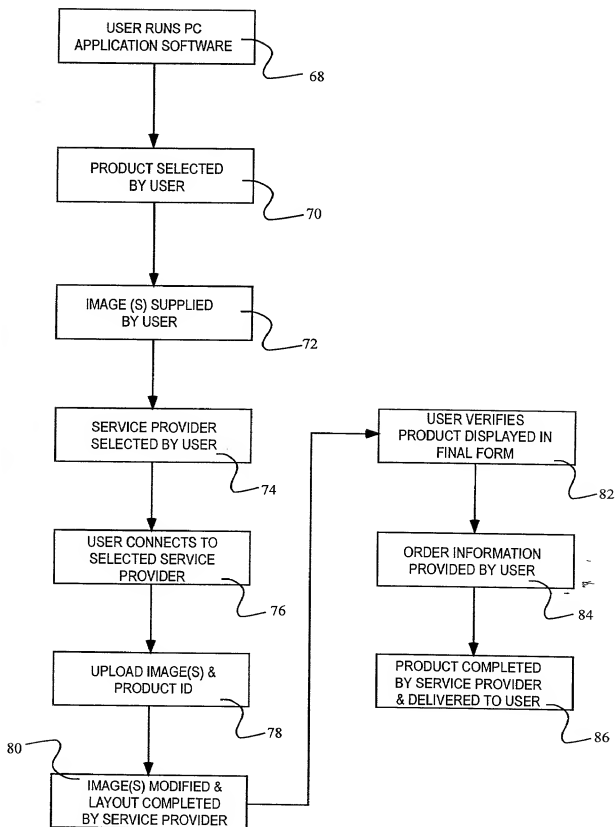 USER RUNS PC
APPLICATION SOFTWARE
68
PRODUCT SELECTED
BY USER
70
IMAGE (S) SUPPLIED
BY USER
72
SERVICE PROVIDER
SELECTED BY USER
74
USER CONNECTS TO
SELECTED SERVICE
PROVIDER
76
UPLOAD IMAGE(S) &
PRODUCT ID
78
80
IMAGE(S) MODIFIED &
LAYOUT COMPLETED
BY SERVICE PROVIDER
USER VERIFIES
PRODUCT DISPLAYED IN
FINAL FORM
82
ORDER INFORMATION
PROVIDED BY USER
84
PRODUCT COMPLETED
BY SERVICE PROVIDER
& DELIVERED TO USER
86